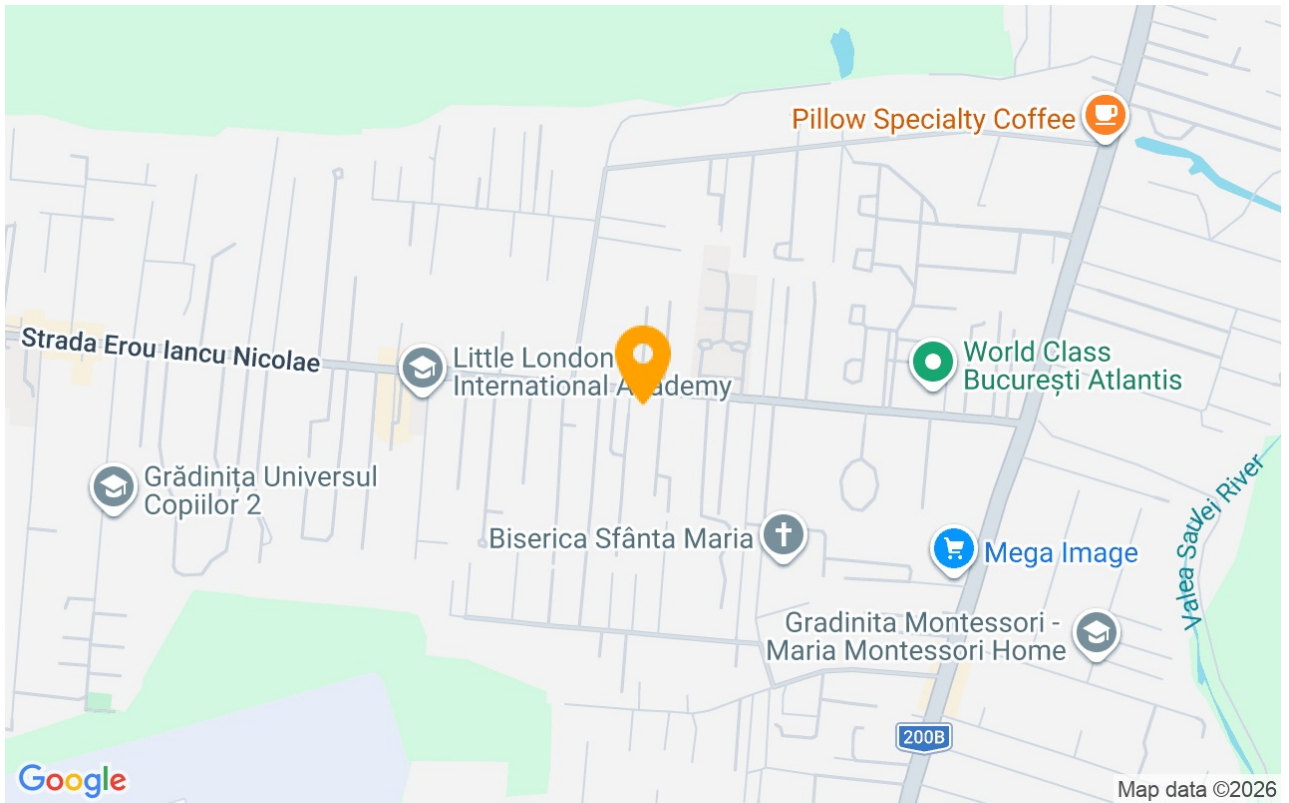 Pillow Specialty Coffee
Strada Erou Iancu Nicolae
Little London
International Academy
World Class
București Atlantis
Grădinița Universul
Copiilor 2
Valea Saulei River
Biserica Sfânta Maria
Mega Image
Gradinita Montessori -
Maria Montessori Home
200B
Google
Map data ©2026